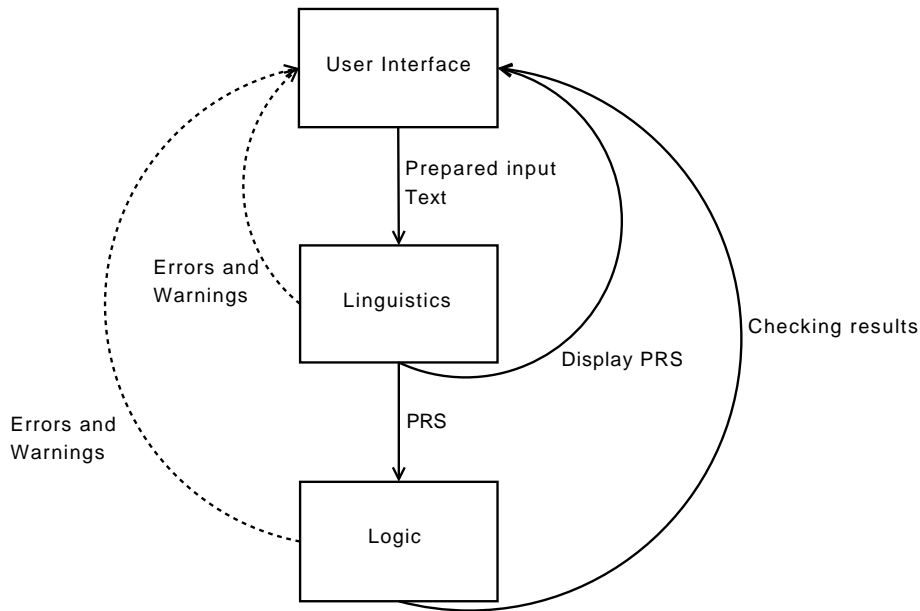 User Interface
Prepared input
Text
Errors and
Warnings
Linguistics
Checking results
Display PRS
PRS
Errors and
Warnings
Logic